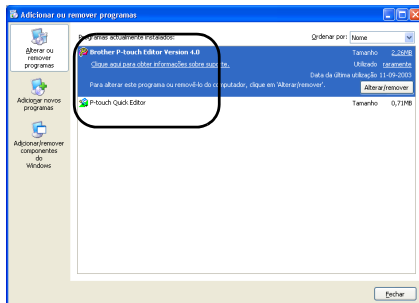 Adicionar ou remover programas
Alterar ou
remover
programas
Adicionar novos
programas
Adicionar/remover
componentes
do
Windows
Programas actualmente instalados:
Ordenar por: Nome
Brother P-touch Editor Version 4.0
Tamanho 2,26MB
Clique aqui para obter informações sobre suporte.
Utilizado raramente
Data da última utilização 11-09-2003
Para alterar este programa ou removê-lo do computador, clique em 'Alterar/remover'.
Alterar/remover
P-touch Quick Editor
Tamanho 0,71MB
Fechar